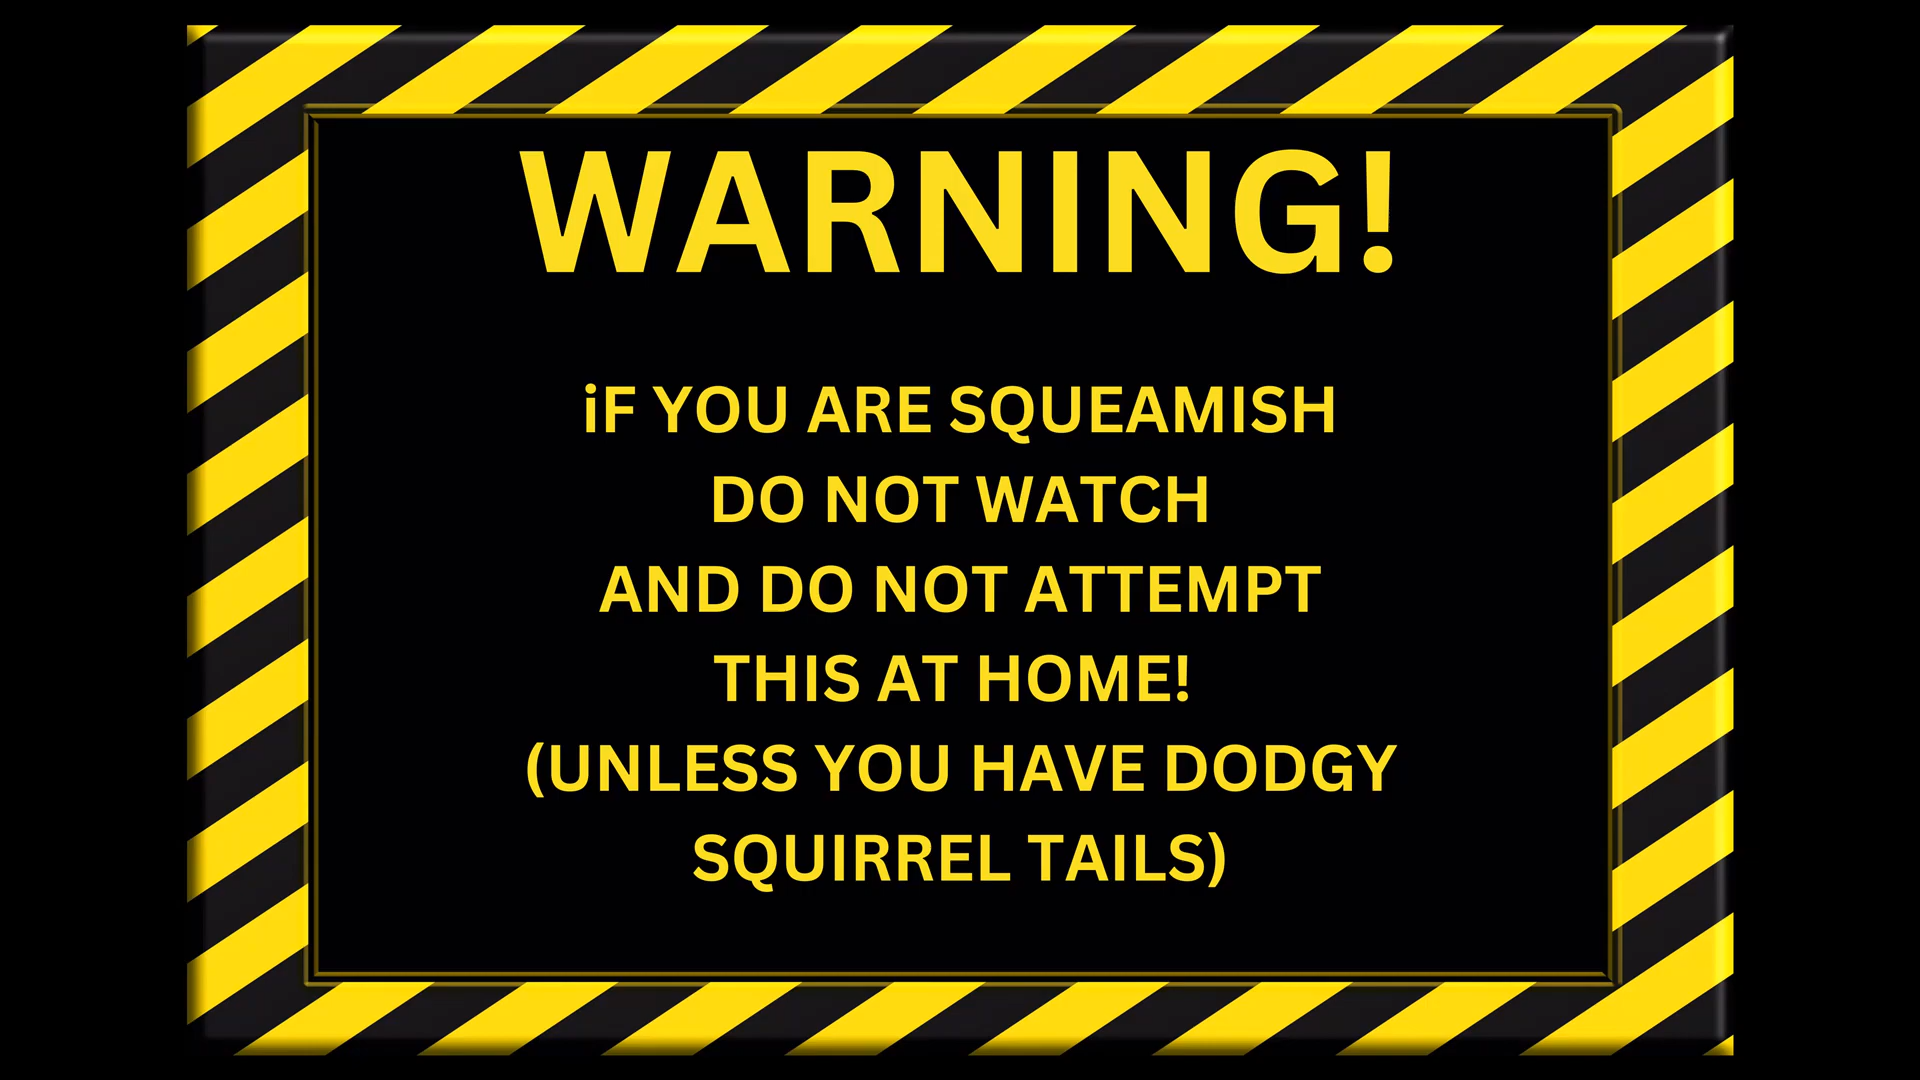 WARNING!
iF YOU ARE SQUEAMISH
DO NOT WATCH
AND DO NOT ATTEMPT
THIS AT HOME!
(UNLESS YOU HAVE DODGY
SQUIRREL TAILS)